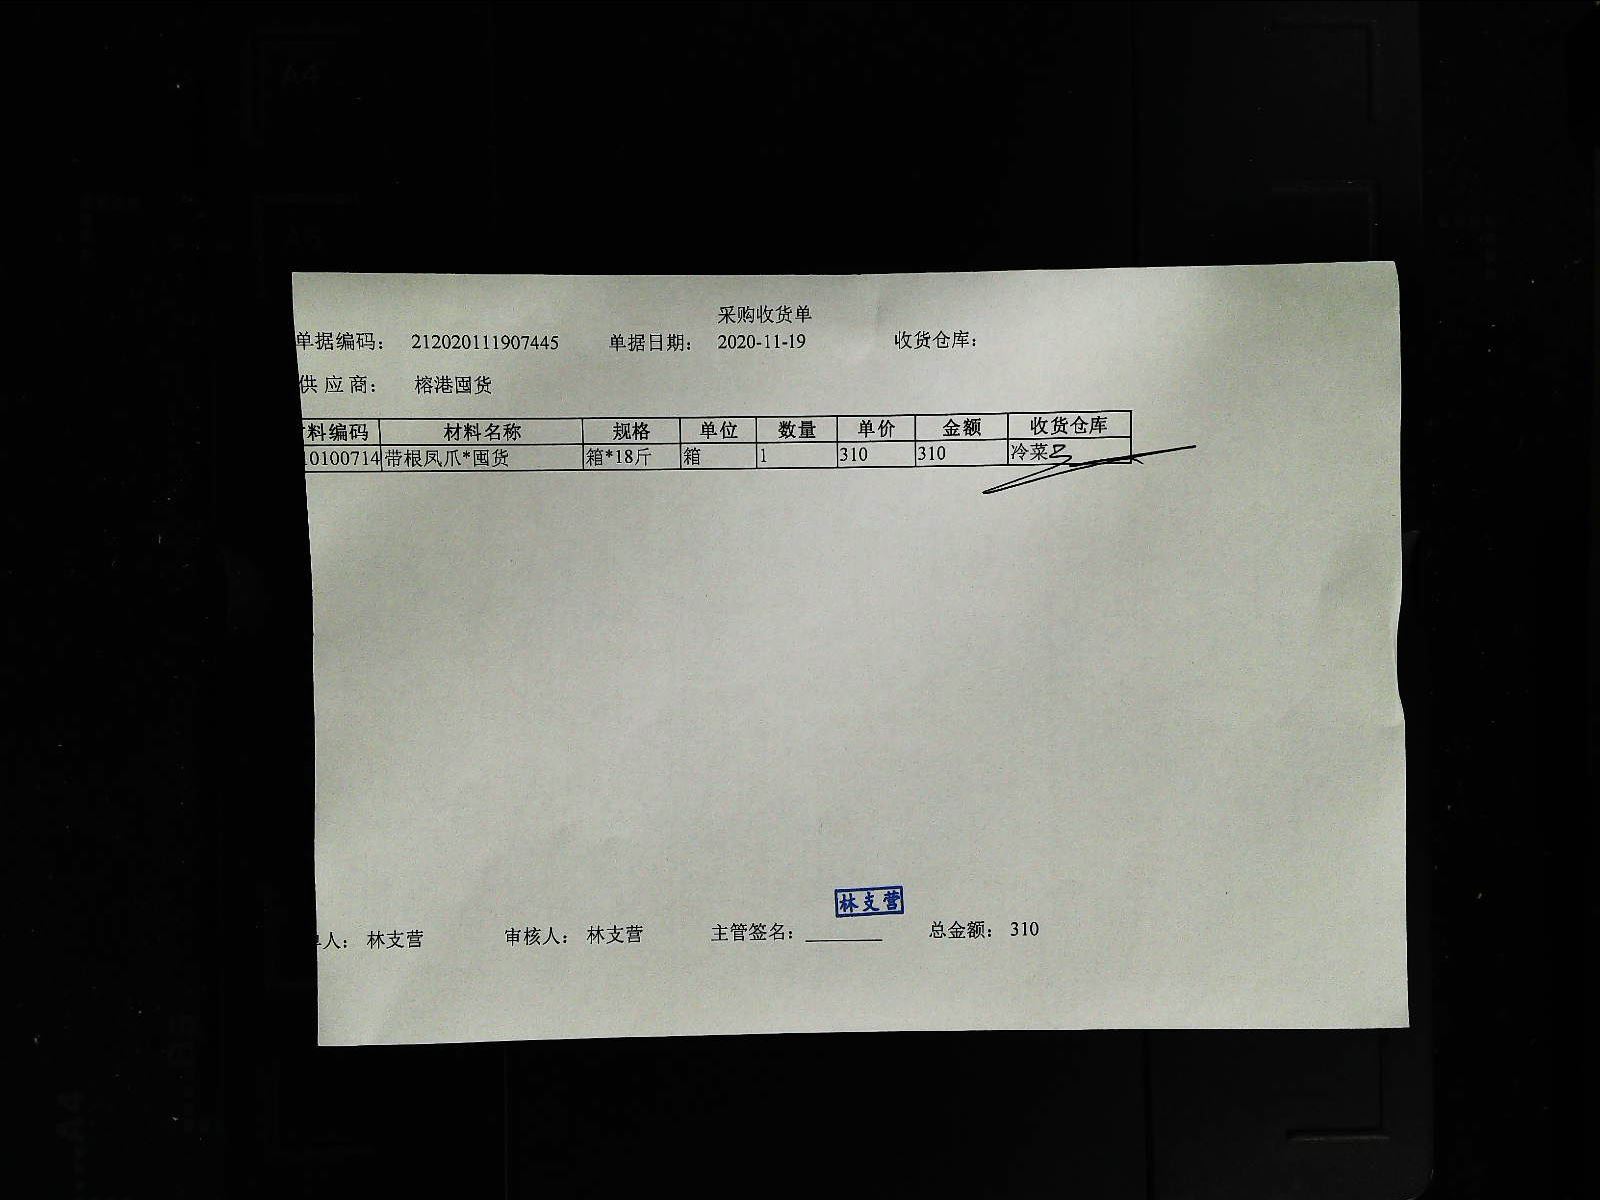 采购收货单
单据编码： 212020111907445 单据日期： 2020-11-19 收货仓库：
供 应 商： 榕港囤货
料编码 材料名称 规格 单位 数量 单价 金额 收货仓库
10100714 带根凤爪*囤货 箱*18斤 箱 1 310 310 冷菜
林支营
单人： 林支营 审核人： 林支营 主管签名： 总金额： 310